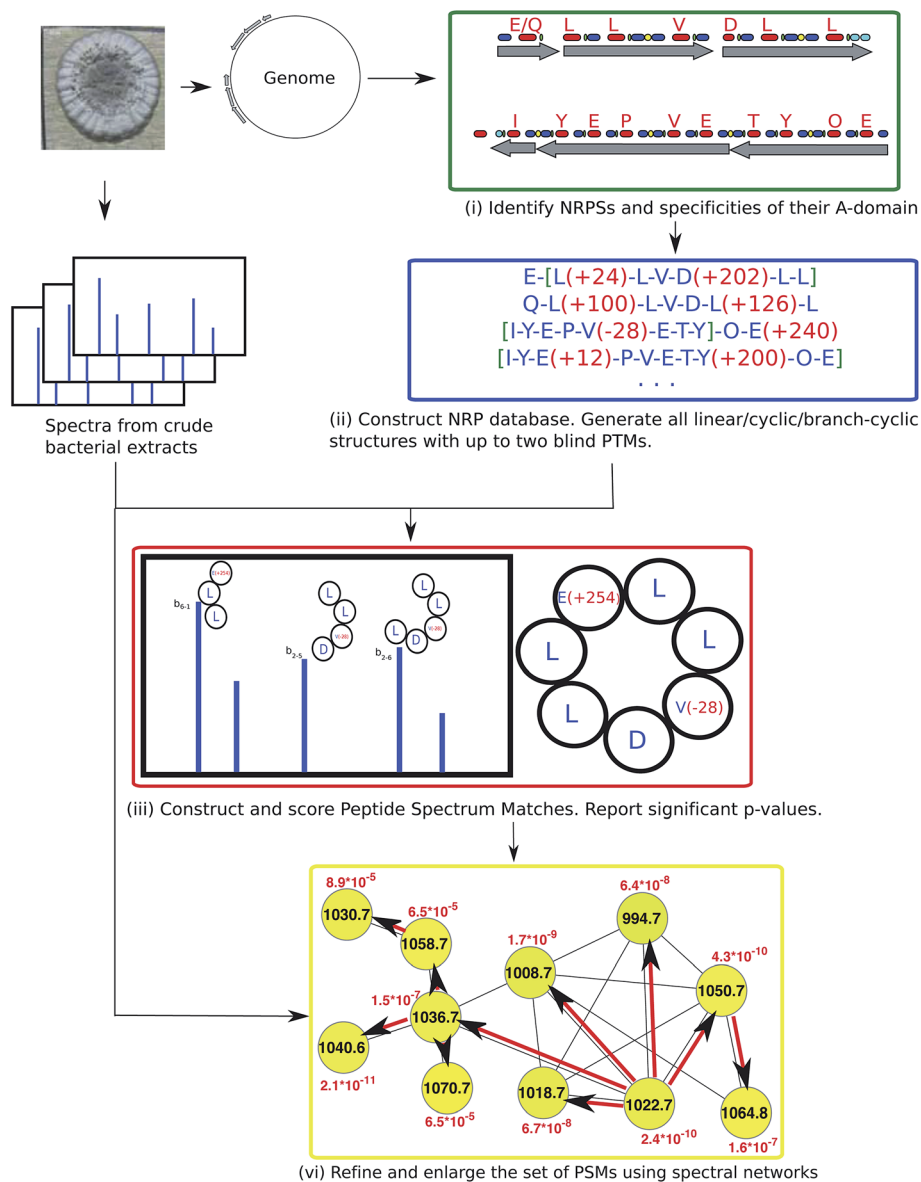 Genome
E/Q L L V D L L
I Y E P V E T Y O E
(i) Identify NRPSs and specificities of their A-domain
E-[L(+24)-L-V-D(+202)-L-L]
Q-L(+100)-L-V-D-L(+126)-L
[I-Y-E-P-V(-28)-E-T-Y]-O-E(+240)
[I-Y-E(+12)-P-V-E-T-Y(+200)-O-E]
. . .
Spectra from crude
bacterial extracts
(ii) Construct NRP database. Generate all linear/cyclic/branch-cyclic
structures with up to two blind PTMs.
b6-1
E(+254)
L
L
b2-5
L
L
V(-28)
D
b2-6
L
L
V(-28)
D
L
E(+254)
L
L
V(-28)
D
L
L
(iii) Construct and score Peptide Spectrum Matches. Report significant p-values.
8.9*10-5
1030.7
6.5*10-5
1058.7
1.5*10-7
1036.7
1040.6
2.1*10-11
1070.7
6.5*10-5
1.7*10-9
1008.7
6.4*10-8
994.7
4.3*10-10
1050.7
1018.7
6.7*10-8
1022.7
2.4*10-10
1064.8
1.6*10-7
(vi) Refine and enlarge the set of PSMs using spectral networks